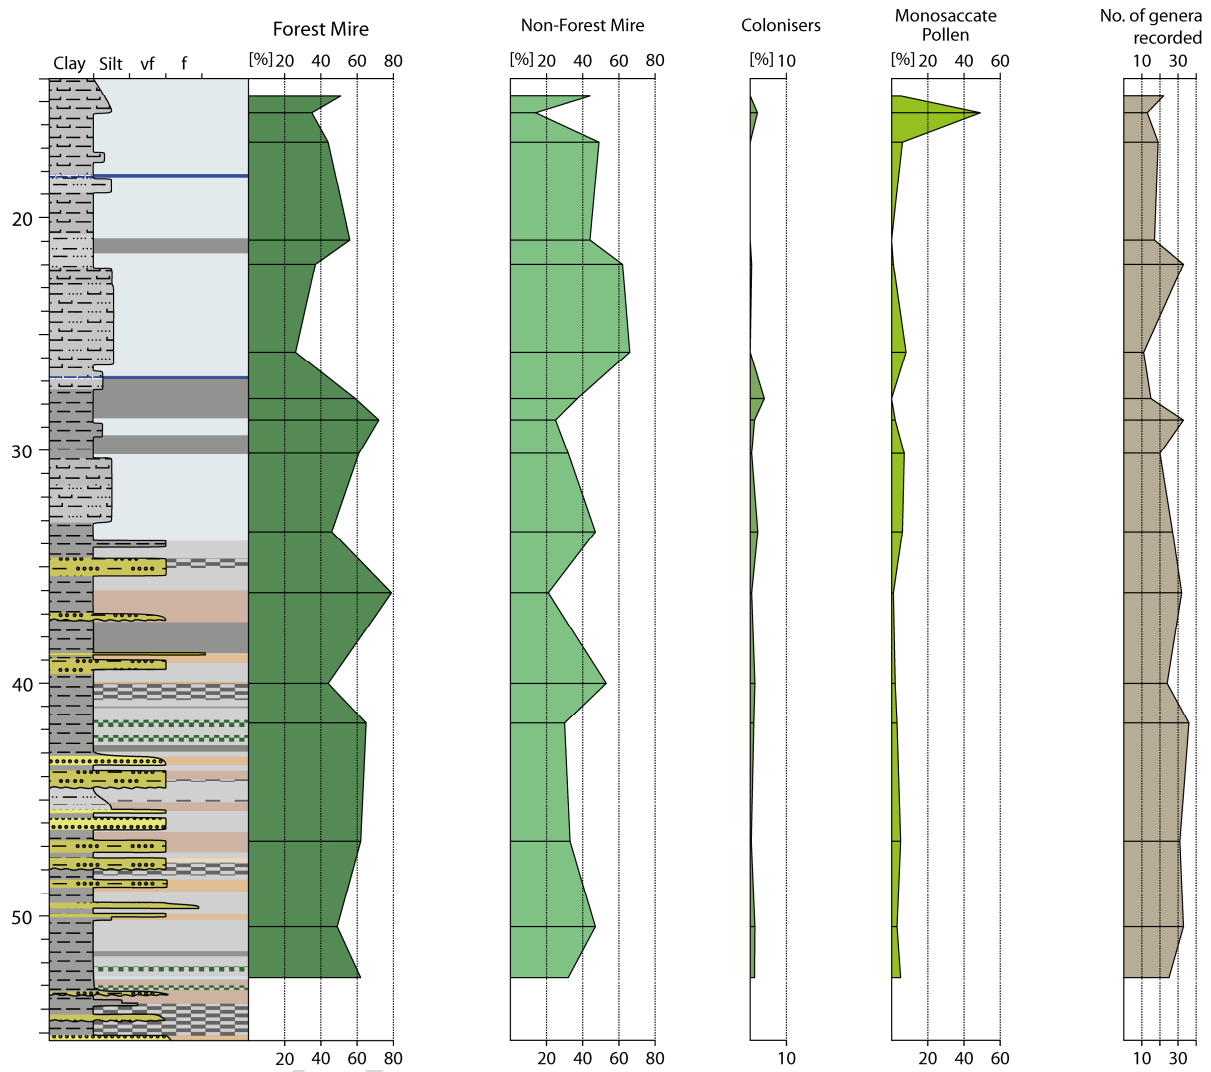 Forest Mire
Non-Forest Mire
Colonisers
Monosaccate
Pollen
No. of genera
recorded
Clay Silt vf f
[%] 20 40 60 80
[%] 20 40 60 80
[%] 10
[%] 20 40 60
10 30
20
30
40
50
20 40 60 80
20 40 60 80
10
20 40 60
10 30